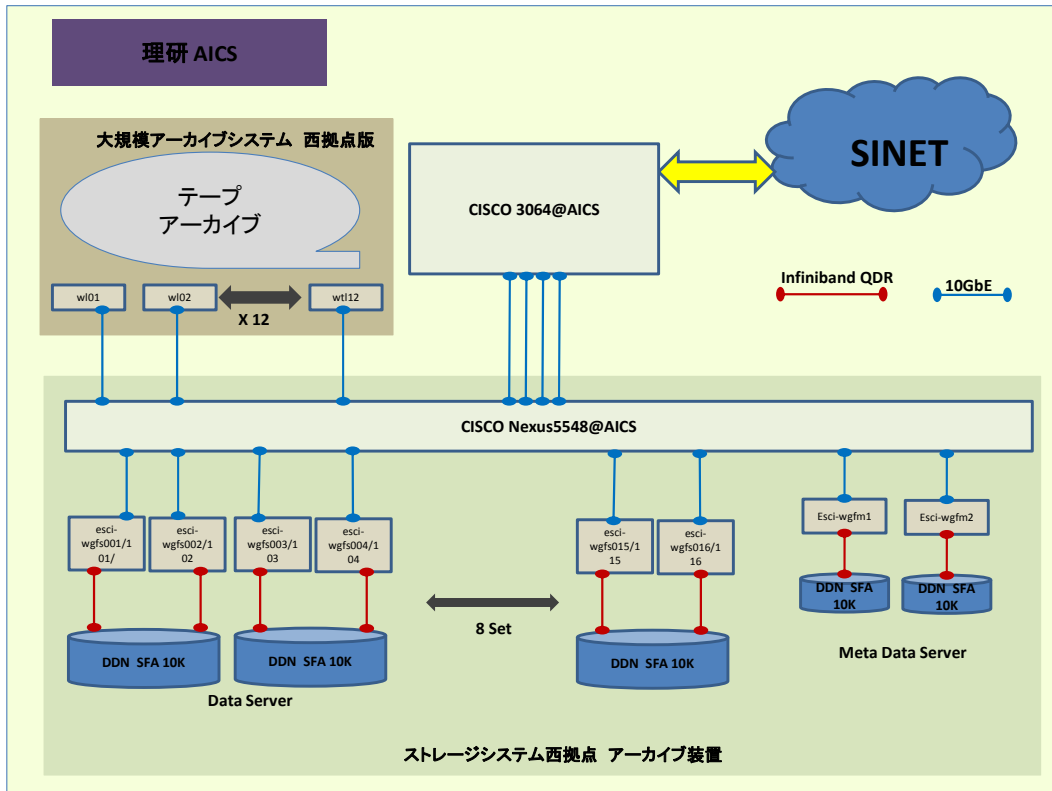 理研 AICS
大規模アーカイブシステム 西拠点版
テープ
アーカイブ
wl01
wl02
wtl12
X 12
CISCO 3064@AICS
SINET
Infiniband QDR
10GbE
CISCO Nexus5548@AICS
esci-
wgfs001/1
01/
esci-
wgfs002/1
02
esci-
wgfs003/1
03
esci-
wgfs004/1
04
esci-
wgfs015/1
15
esci-
wgfs016/1
16
Esci-wgfm1
Esci-wgfm2
DDN SFA 10K
DDN SFA 10K
8 Set
DDN SFA 10K
DDN SFA
10K
DDN SFA
10K
Data Server
Meta Data Server
ストレージシステム西拠点 アーカイブ装置